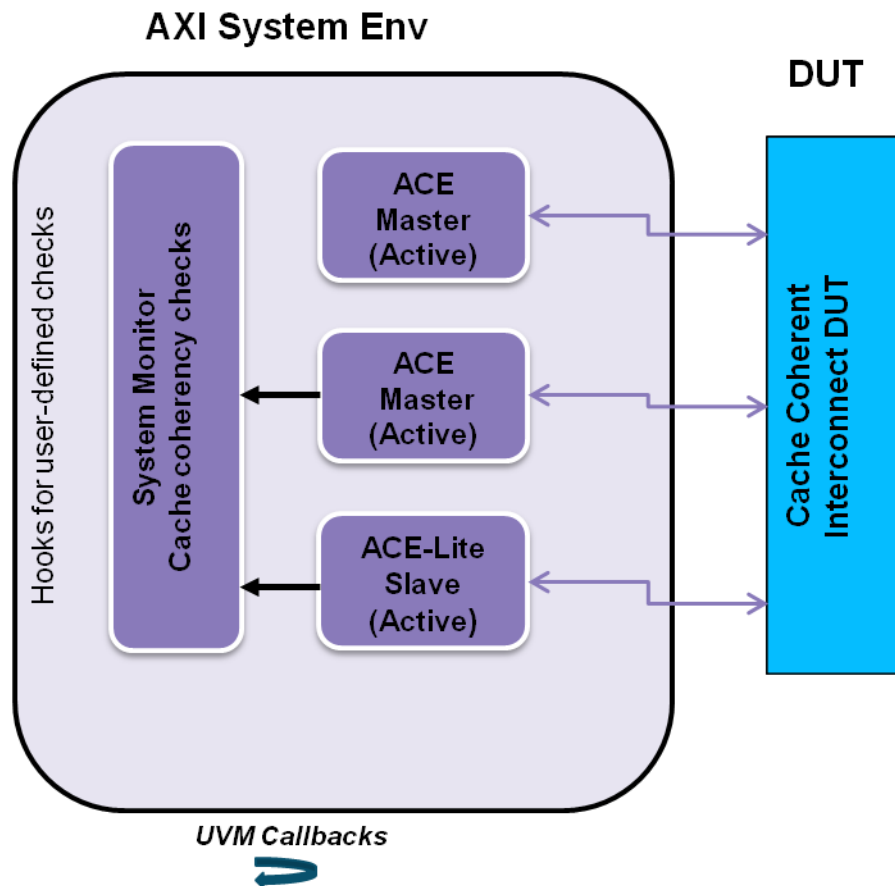 AXI System Env
DUT
Hooks for user-defined checks
System Monitor
Cache coherency checks
ACE
Master
(Active)
ACE
Master
(Active)
ACE-Lite
Slave
(Active)
Cache Coherent
Interconnect DUT
UVM Callbacks